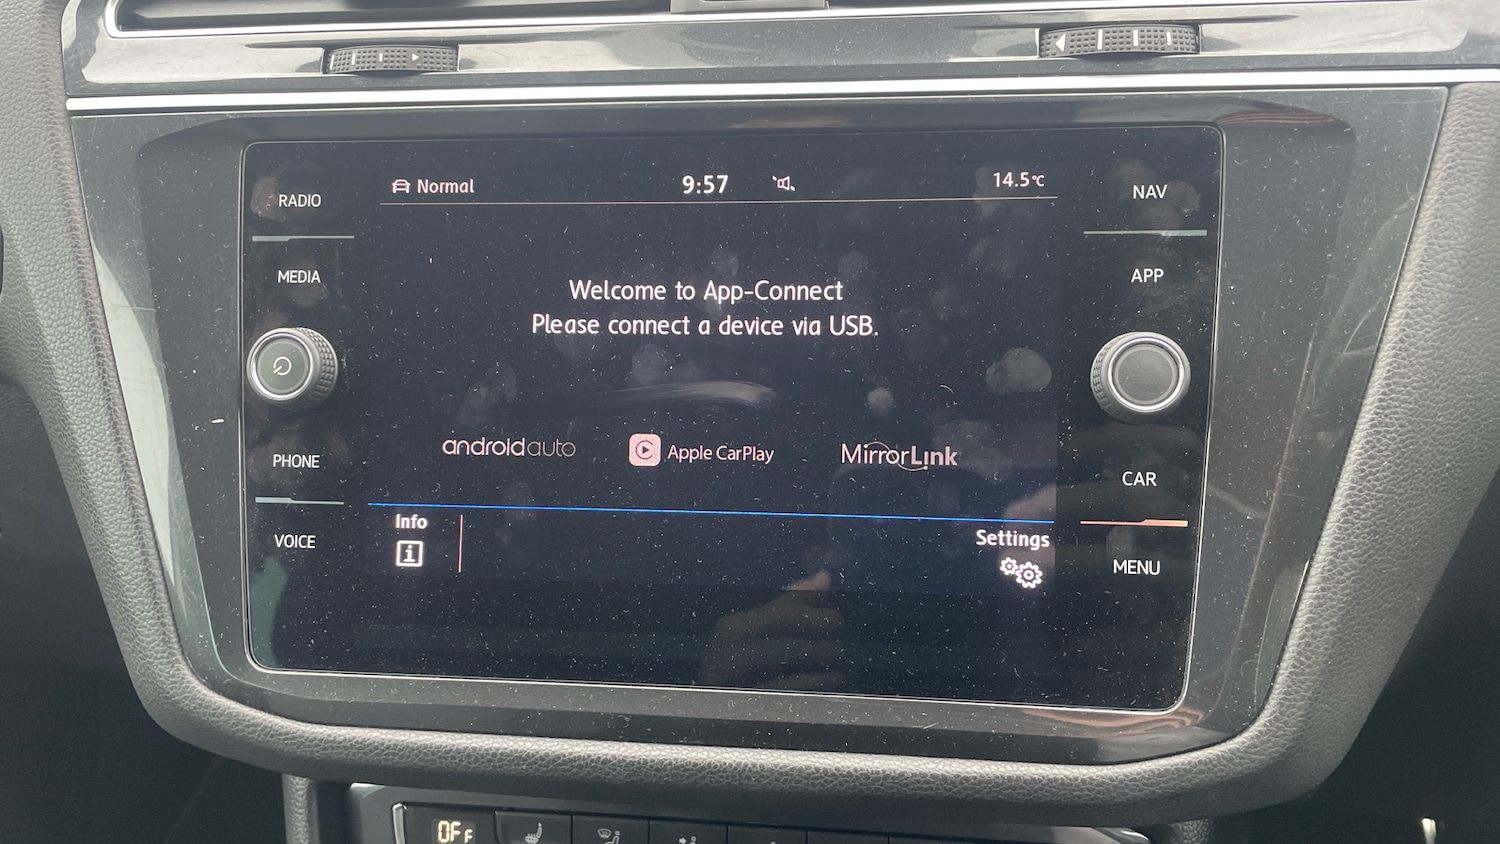 Normal
9:57
14.5°C
RADIO
MEDIA
PHONE
VOICE
Welcome to App-Connect
Please connect a device via USB.
androidauto
Apple CarPlay
MirrorLink
Info
i
Settings
NAV
APP
CAR
MENU
OFF